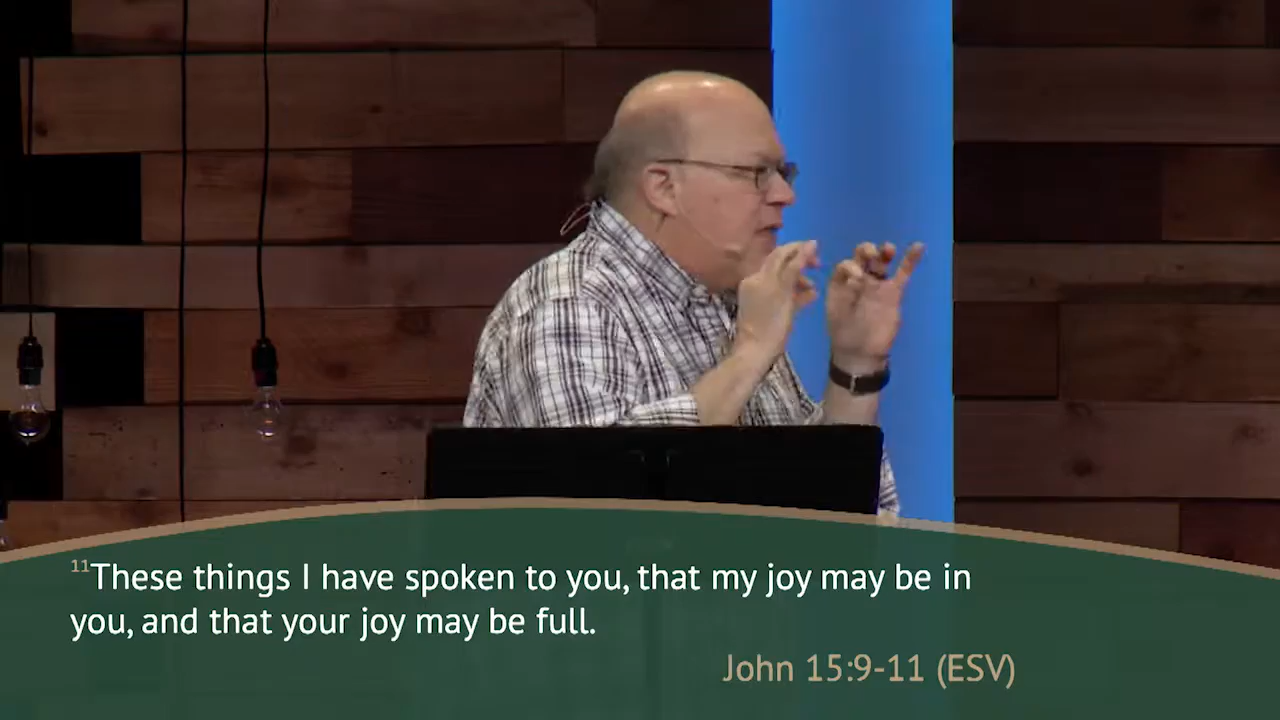 11These things I have spoken to you, that my joy may be in
you, and that your joy may be full.
John 15:9-11 (ESV)